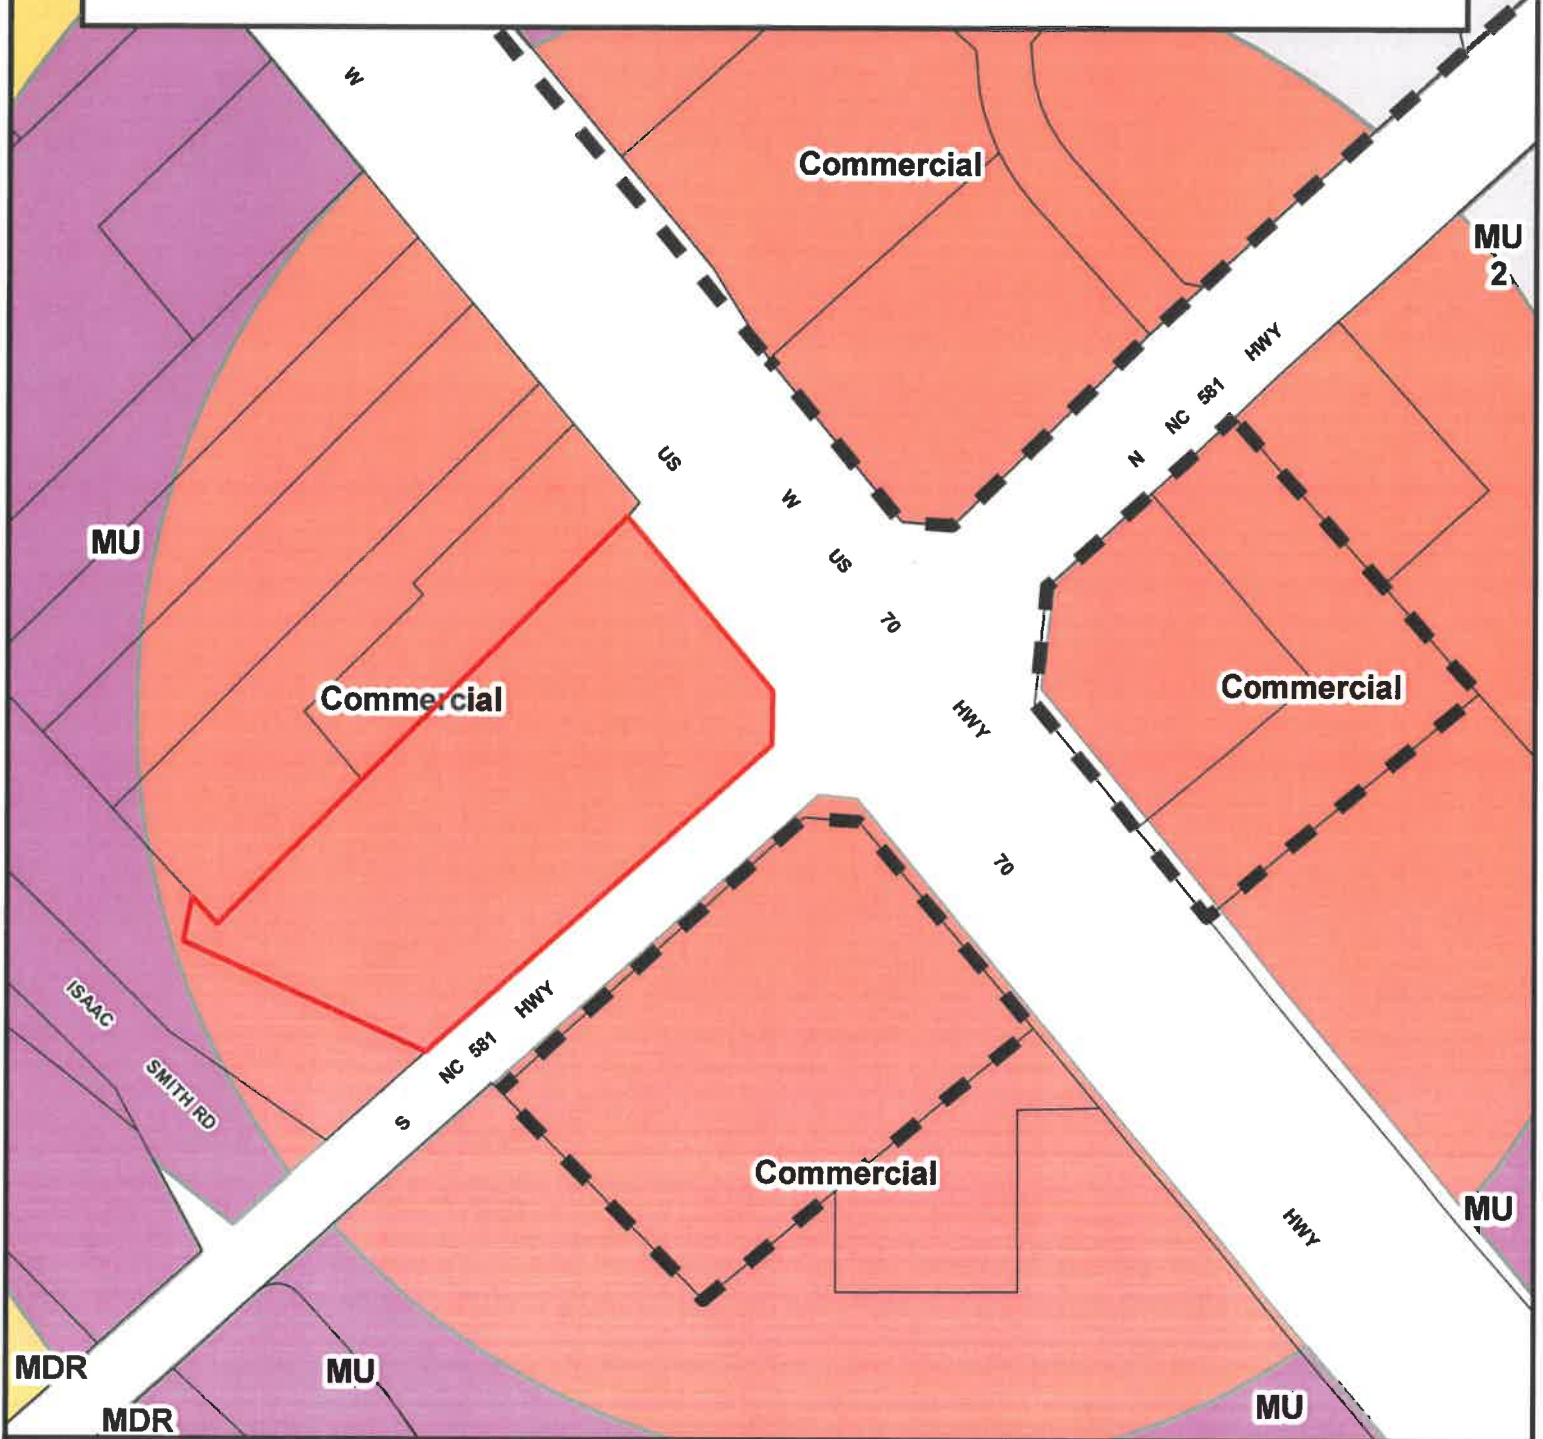 W
Commercial
MU
2
HWY
NC 581
N
US
W
MU
US
70
Commercial
Commercial
HWY
70
ISAAC
SMITH RD
HWY
NC 581
S
Commercial
MU
HWY
MDR
MU
MDR
MU